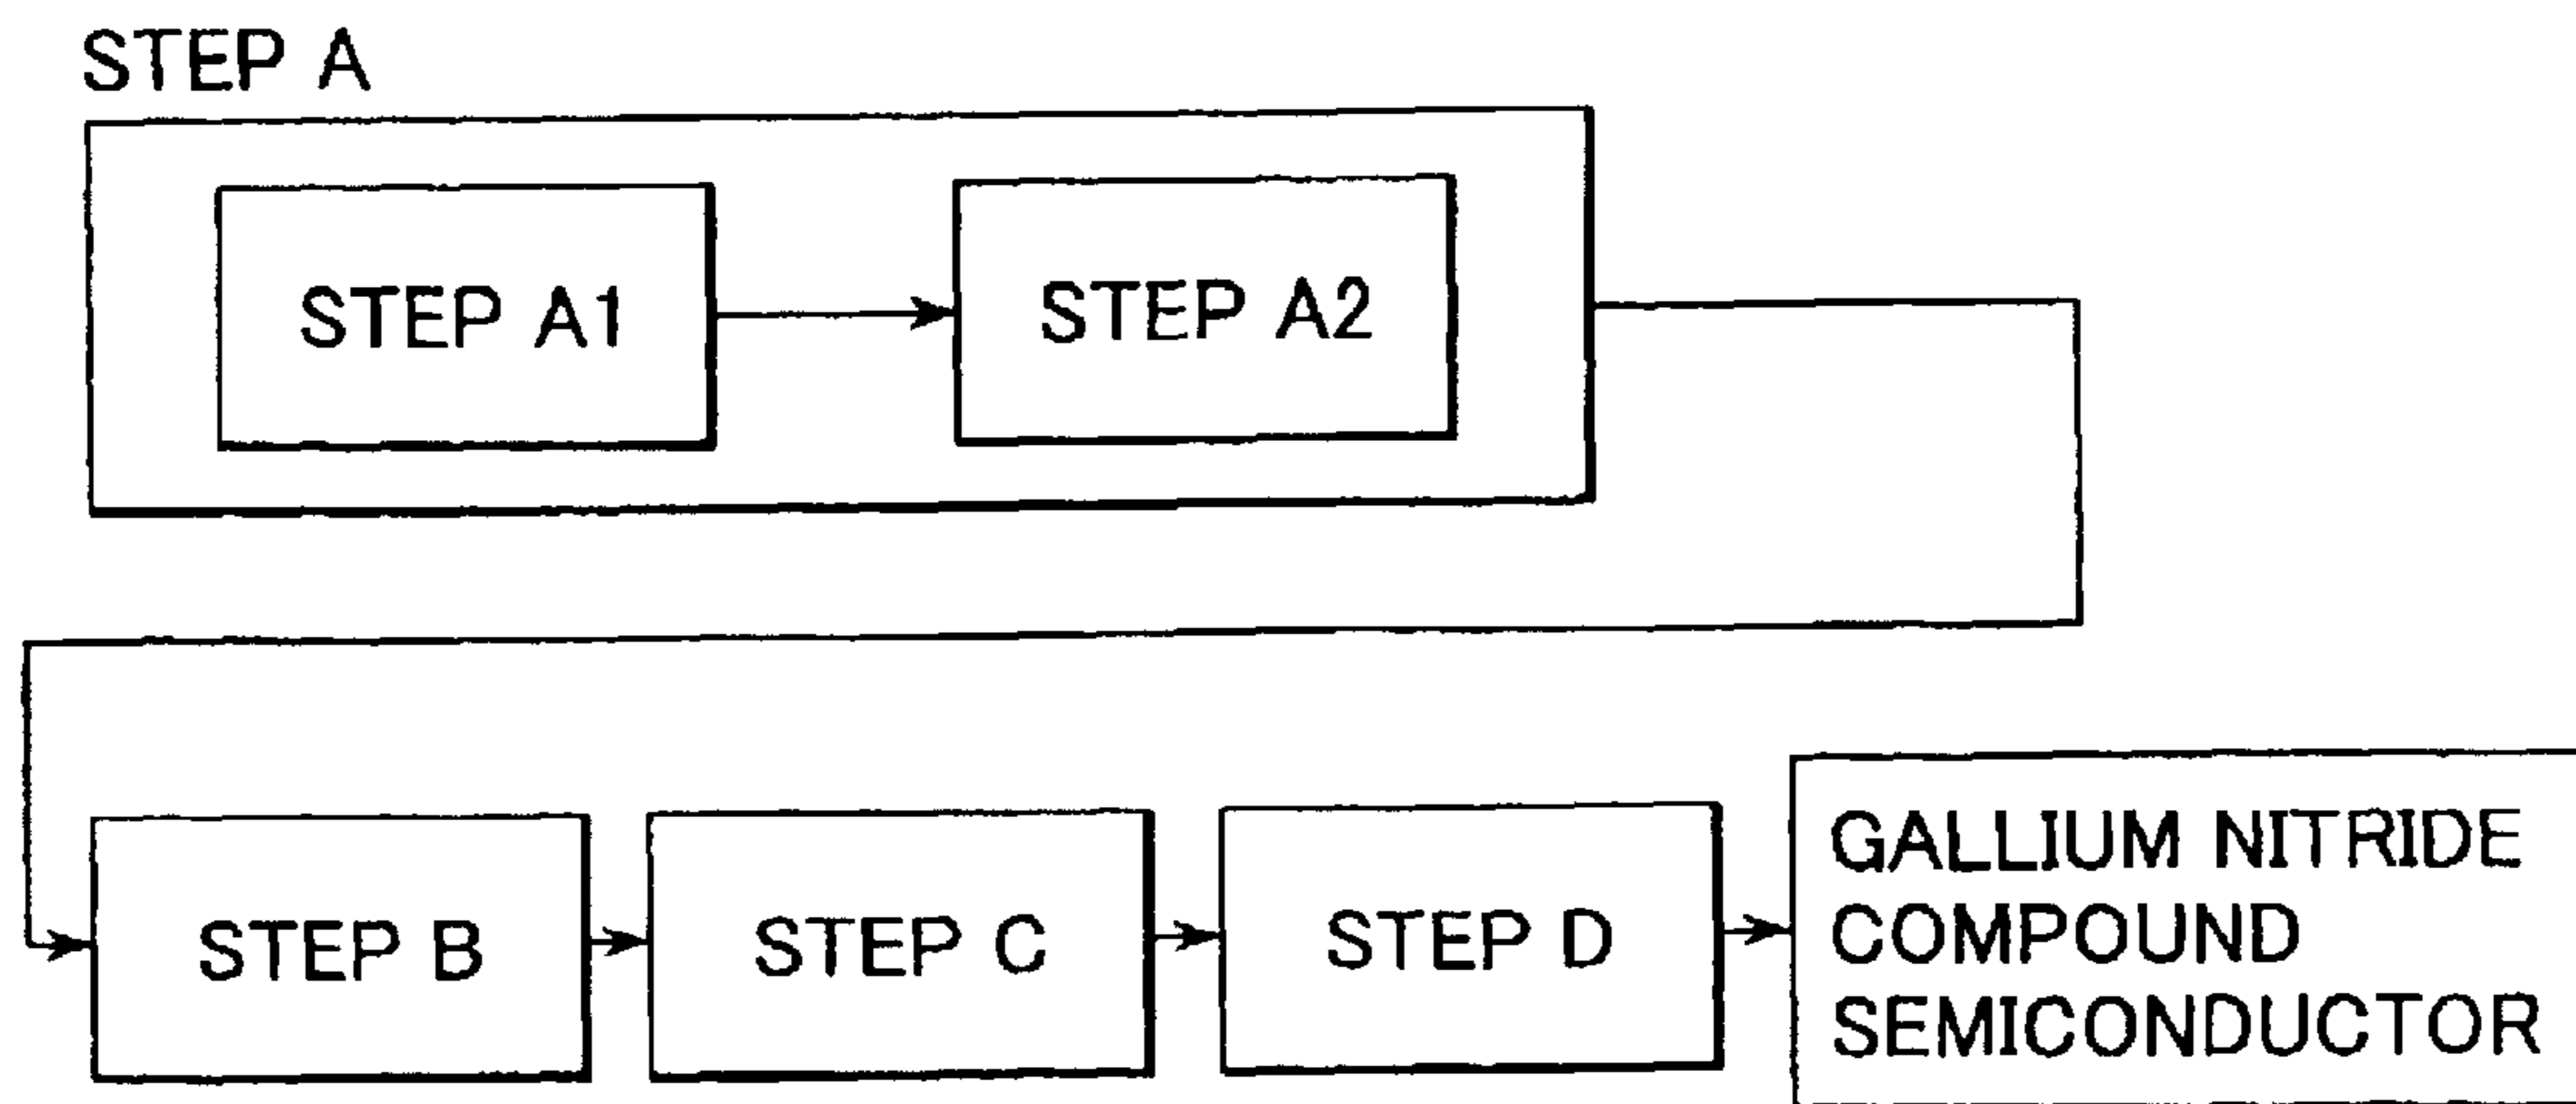 STEP A
STEP A1
STEP A2
STEP B
STEP C
STEP D
GALLIUM NITRIDE
COMPOUND
SEMICONDUCTOR